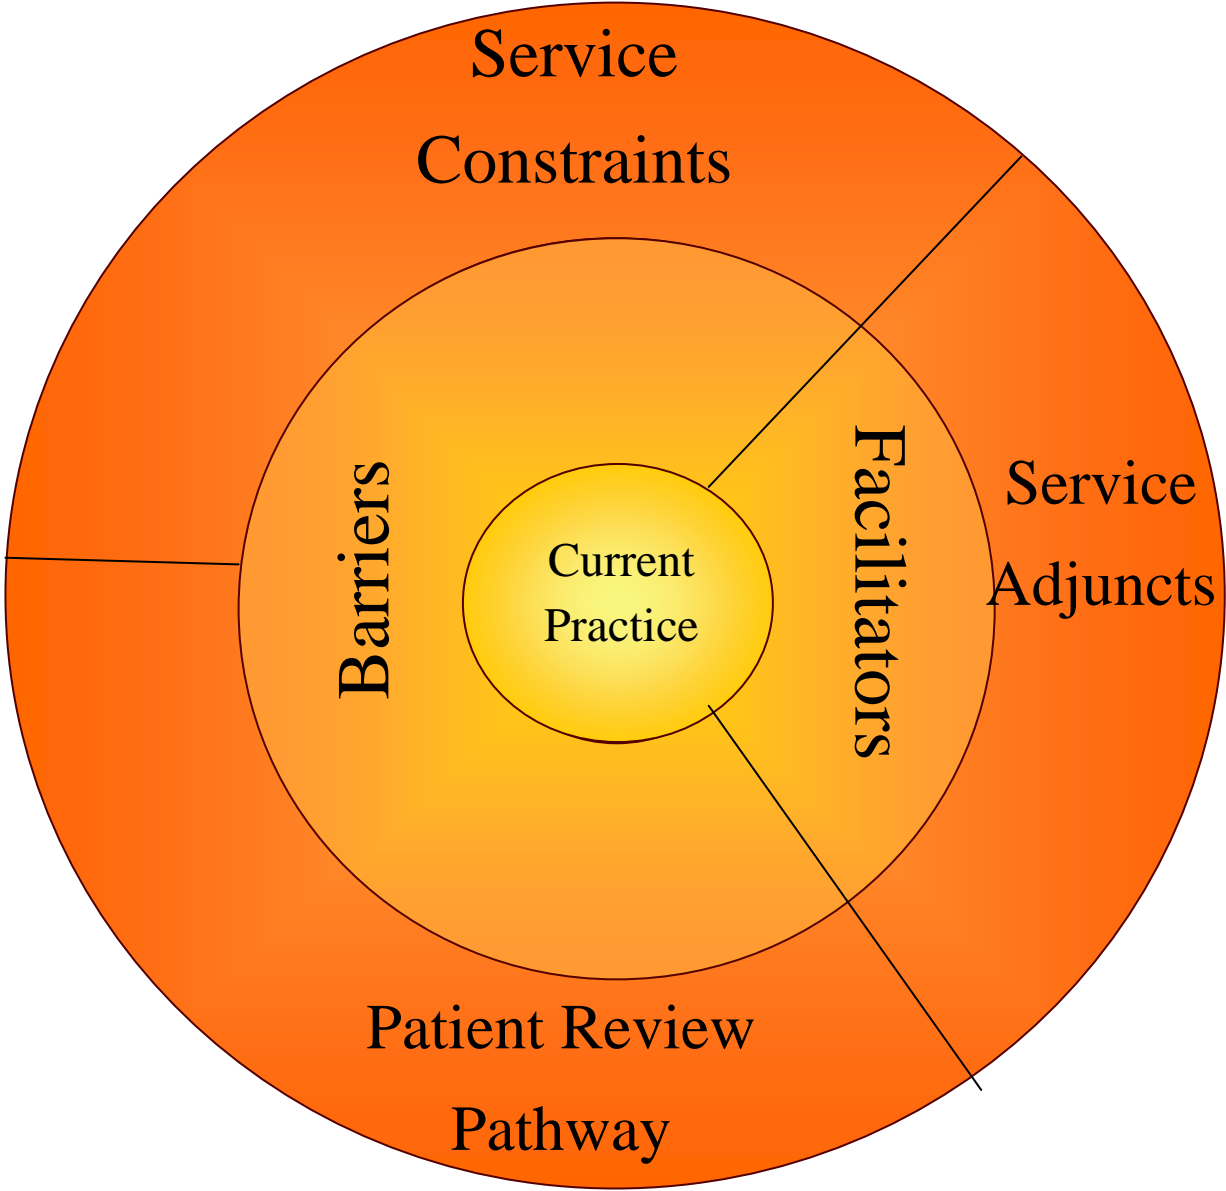 Service
Constraints
Barriers
Current
Practice
Facilitators
Service
Adjuncts
Patient Review
Pathway